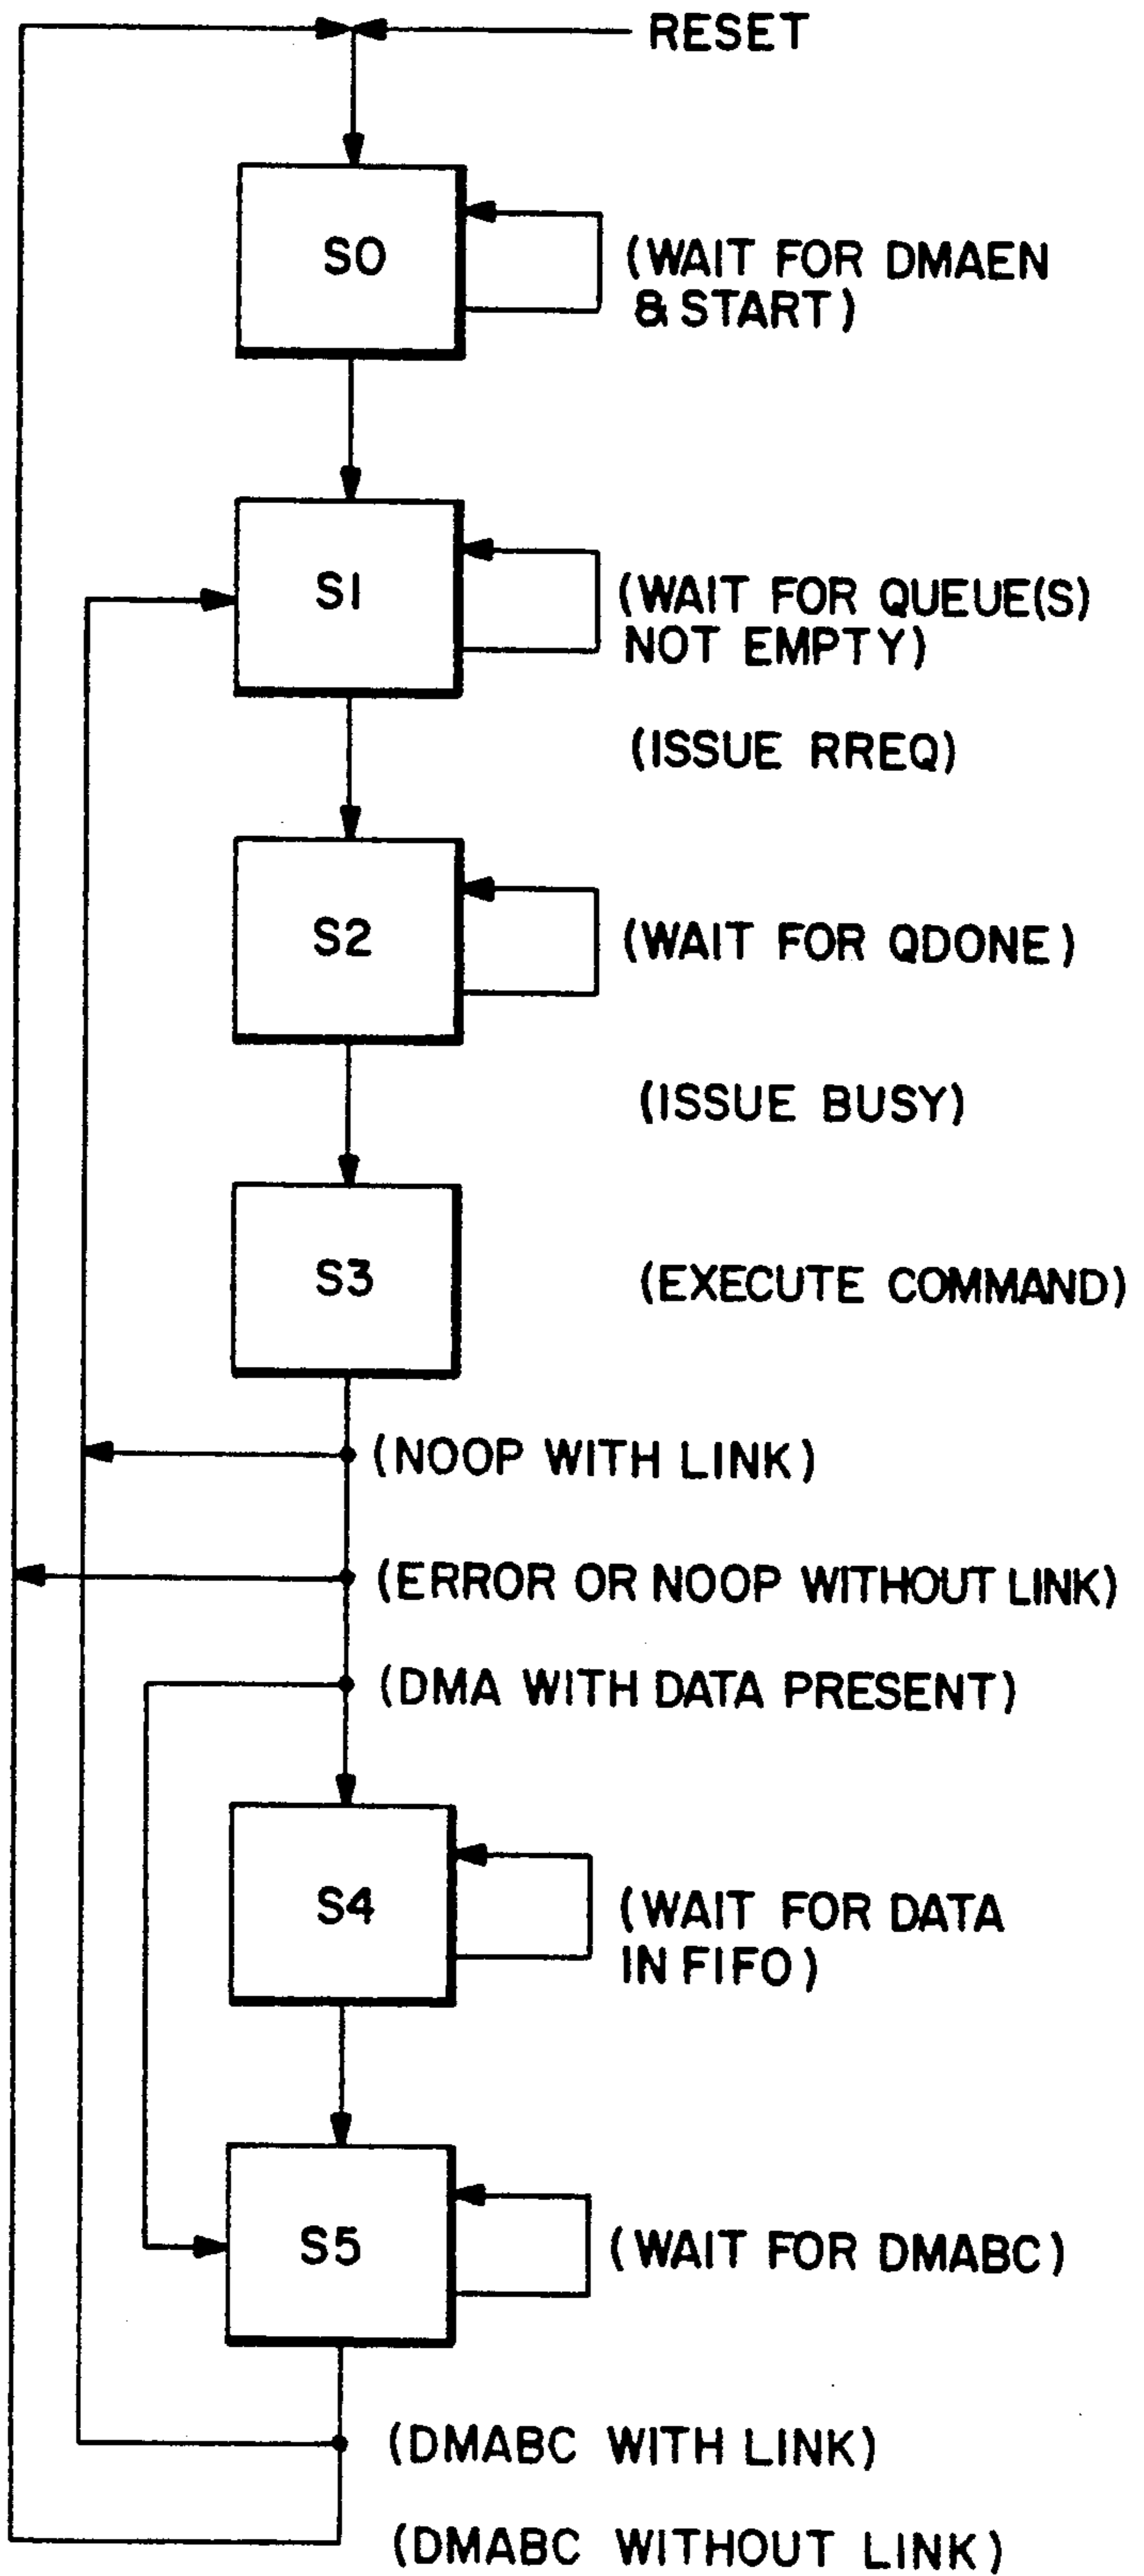 RESET
S0
(WAIT FOR DMAEN
& START)
S1
(WAIT FOR QUEUE(S)
NOT EMPTY)
(ISSUE RREQ)
S2
(WAIT FOR QDONE)
(ISSUE BUSY)
S3
(EXECUTE COMMAND)
(NOOP WITH LINK)
(ERROR OR NOOP WITHOUT LINK)
(DMA WITH DATA PRESENT)
S4
(WAIT FOR DATA
IN FIFO)
S5
(WAIT FOR DMABC)
(DMABC WITH LINK)
(DMABC WITHOUT LINK)